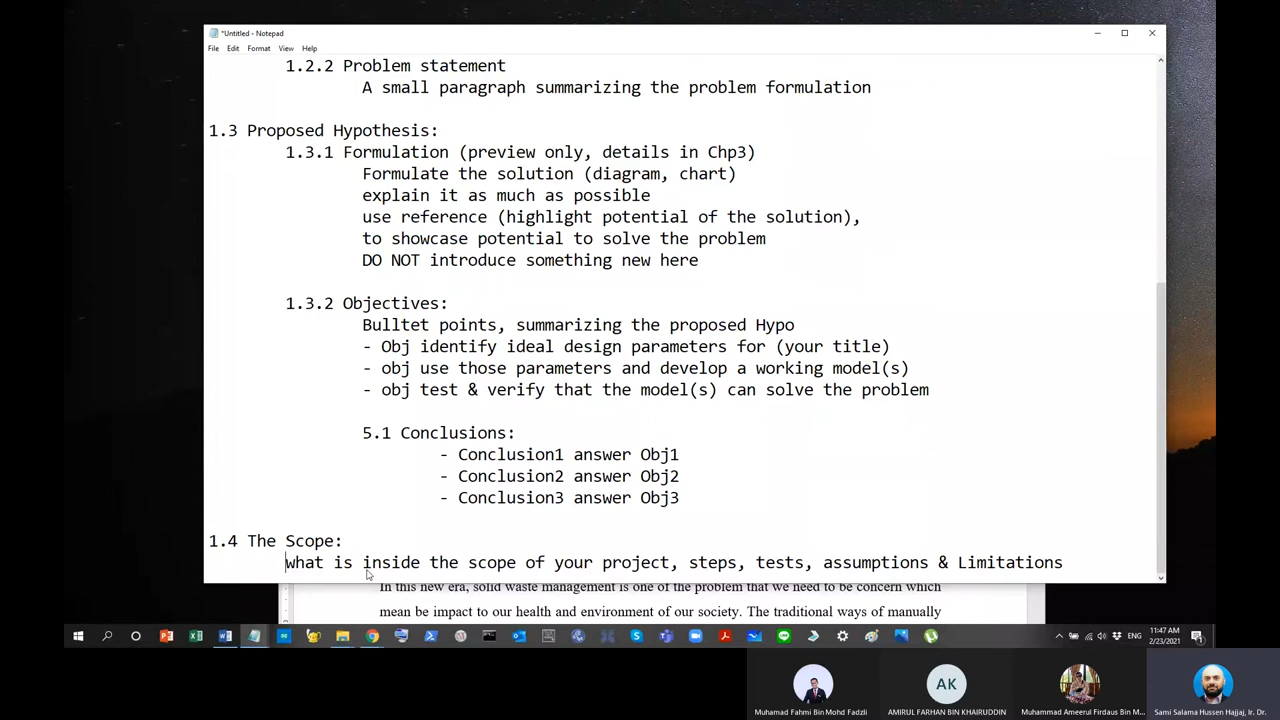 *Untitled - Notepad
File Edit Format View Help
1.2.2 Problem statement
A small paragraph summarizing the problem formulation
1.3 Proposed Hypothesis:
1.3.1 Formulation (preview only, details in Chp3)
Formulate the solution (diagram, chart)
explain it as much as possible
use reference (highlight potential of the solution),
to showcase potential to solve the problem
DO NOT introduce something new here
1.3.2 Objectives:
Bulltet points, summarizing the proposed Hypo
- Obj identify ideal design parameters for (your title)
- obj use those parameters and develop a working model(s)
- obj test & verify that the model(s) can solve the problem
5.1 Conclusions:
- Conclusion1 answer Obj1
- Conclusion2 answer Obj2
- Conclusion3 answer Obj3
1.4 The Scope:
what is inside the scope of your project, steps, tests, assumptions & Limitations
In this new era, solid waste management is one of the problem that we need to be concern which
mean be impact to our health and environment of our society. The traditional ways of manually
ENG
11:47 AM
2/23/2021
AK
Muhamad Fahmi Bin Mohd Fadzli
AMIRUL FARHAN BIN KHAIRUDDIN
Muhammad Ameerul Firdaus Bin M...
Sami Salama Hussen Hajjaj, Ir. Dr.